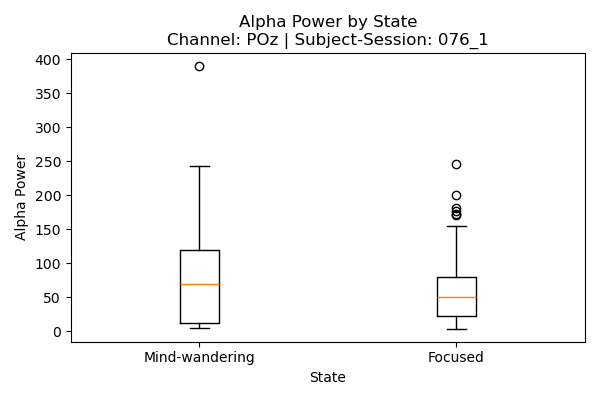 Alpha Power by State
Channel: POz | Subject-Session: 076_1
400
350
300
250
200
150
100
50
0
Alpha Power
Mind-wandering
Focused
State